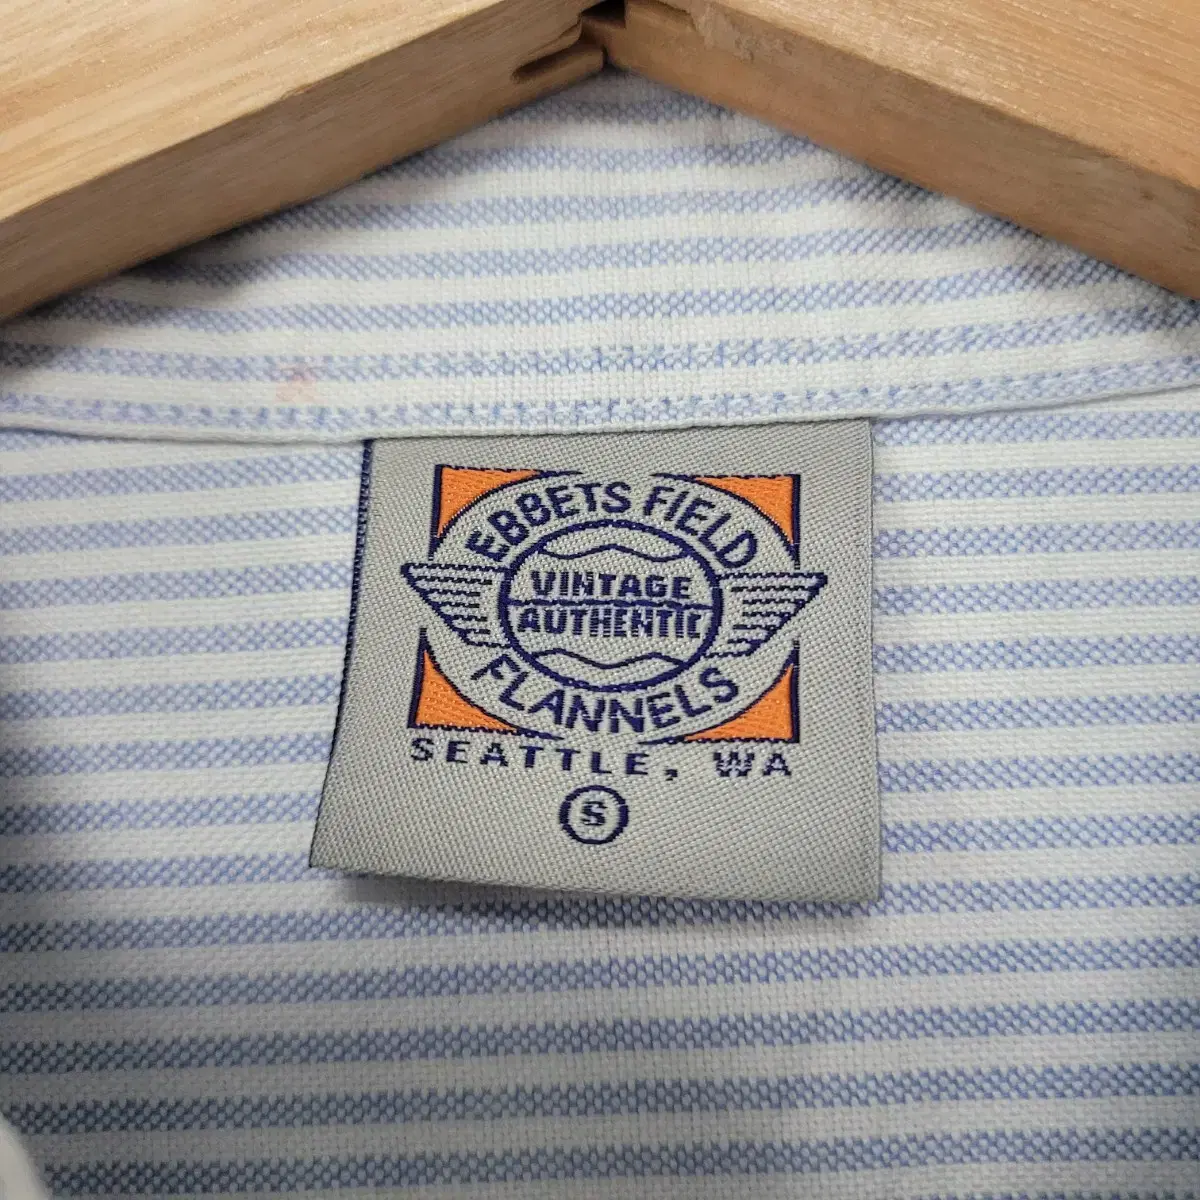 EBBETS FIELD
VINTAGE
AUTHENTIC
FLANNELS
SEATTLE, WA
S